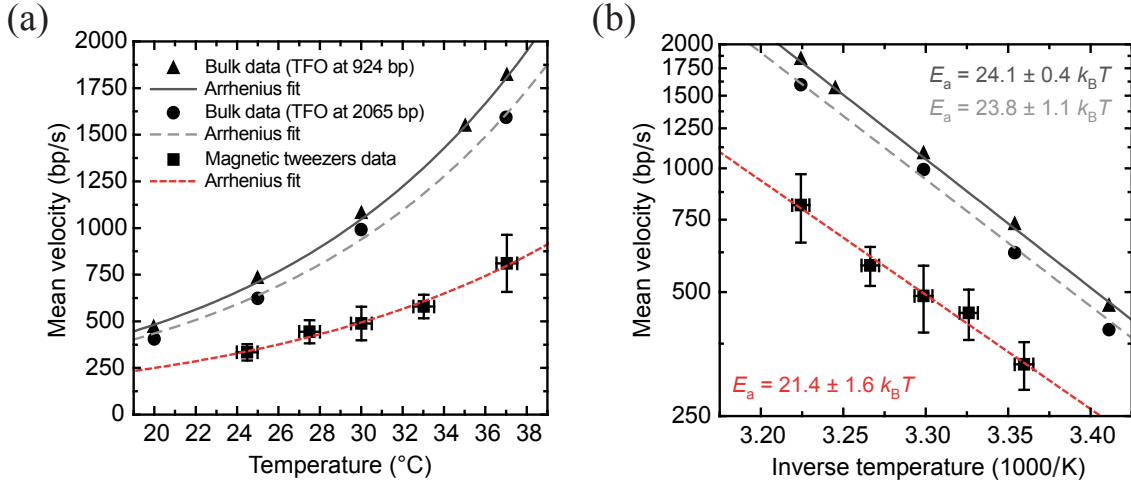 (a)
2000
1750
1500
1250
1000
750
500
250
0
Mean velocity (bp/s)
Bulk data (TFO at 924 bp)
Arrhenius fit
Bulk data (TFO at 2065 bp)
Arrhenius fit
Magnetic tweezers data
Arrhenius fit
20 22 24 26 28 30 32 34 36 38
Temperature (°C)
(b)
2000
1750
1500
1250
1000
750
500
250
Mean velocity (bp/s)
Ea = 24.1 ± 0.4 kBT
Ea = 23.8 ± 1.1 kBT
Ea = 21.4 ± 1.6 kBT
3.20 3.25 3.30 3.35 3.40
Inverse temperature (1000/K)